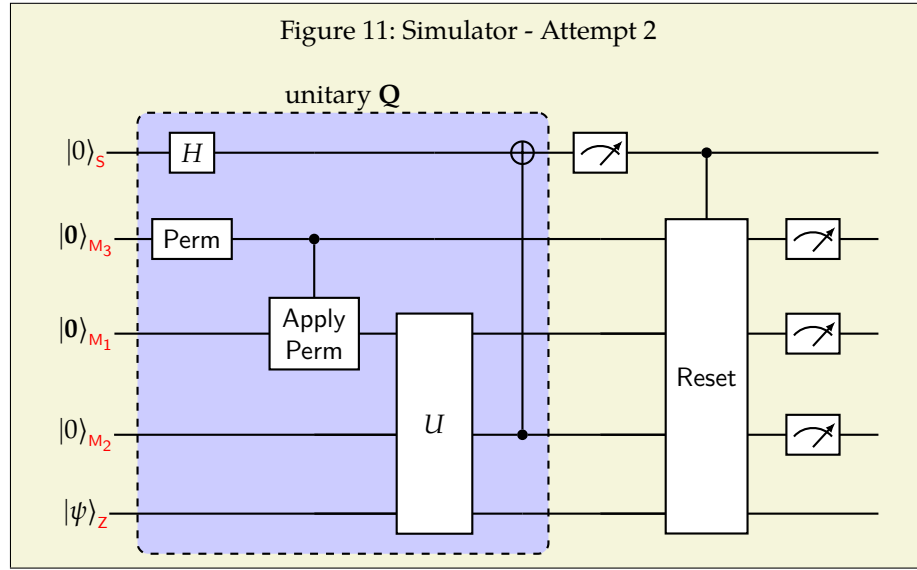 Figure 11: Simulator - Attempt 2
unitary Q
|0⟩S
H
|0⟩M3
Perm
|0⟩M1
Apply
Perm
Reset
|0⟩M2
U
|ψ⟩Z